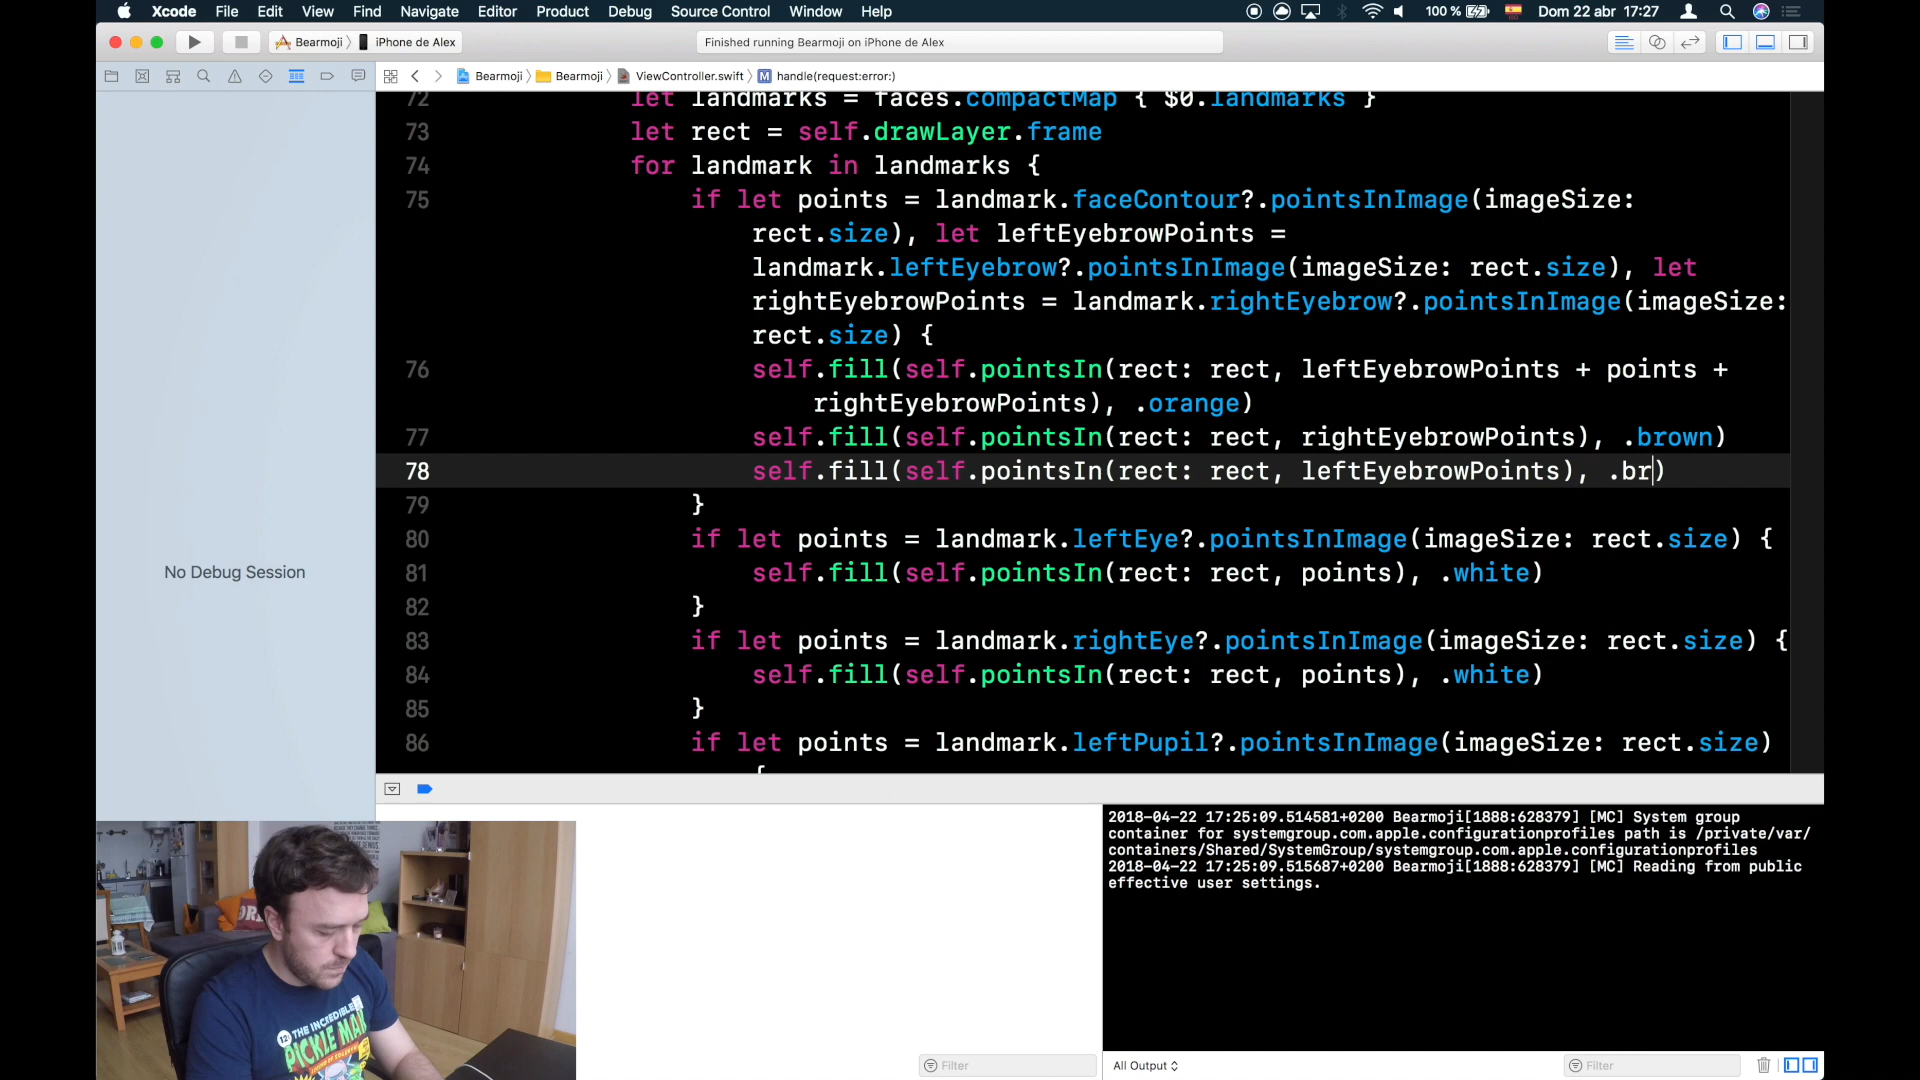 Xcode File Edit View Find Navigate Editor Product Debug Source Control Window Help 100 % Dom 22 abr 17:27
Bearmoji iPhone de Alex Finished running Bearmoji on iPhone de Alex
Bearmoji Bearmoji ViewController.swift M handle(request:error:)
72 let landmarks = faces.compactMap { $0.landmarks }
73 let rect = self.drawLayer.frame
74 for landmark in landmarks {
75 if let points = landmark.faceContour?.pointsInImage(imageSize:
rect.size), let leftEyebrowPoints =
landmark.leftEyebrow?.pointsInImage(imageSize: rect.size), let
rightEyebrowPoints = landmark.rightEyebrow?.pointsInImage(imageSize:
rect.size) {
76 self.fill(self.pointsIn(rect: rect, leftEyebrowPoints + points +
rightEyebrowPoints), .orange)
77 self.fill(self.pointsIn(rect: rect, rightEyebrowPoints), .brown)
78 self.fill(self.pointsIn(rect: rect, leftEyebrowPoints), .br)
79 }
80 if let points = landmark.leftEye?.pointsInImage(imageSize: rect.size) {
81 self.fill(self.pointsIn(rect: rect, points), .white)
82 }
83 if let points = landmark.rightEye?.pointsInImage(imageSize: rect.size) {
84 self.fill(self.pointsIn(rect: rect, points), .white)
85 }
86 if let points = landmark.leftPupil?.pointsInImage(imageSize: rect.size)
{
No Debug Session
2018-04-22 17:25:09.514581+0200 Bearmoji[1888:628379] [MC] System group
container for systemgroup.com.apple.configurationprofiles path is /private/var/
containers/Shared/SystemGroup/systemgroup.com.apple.configurationprofiles
2018-04-22 17:25:09.515687+0200 Bearmoji[1888:628379] [MC] Reading from public
effective user settings.
THE INCREDIBLE
PICKLE MAN
Filter
All Output
Filter